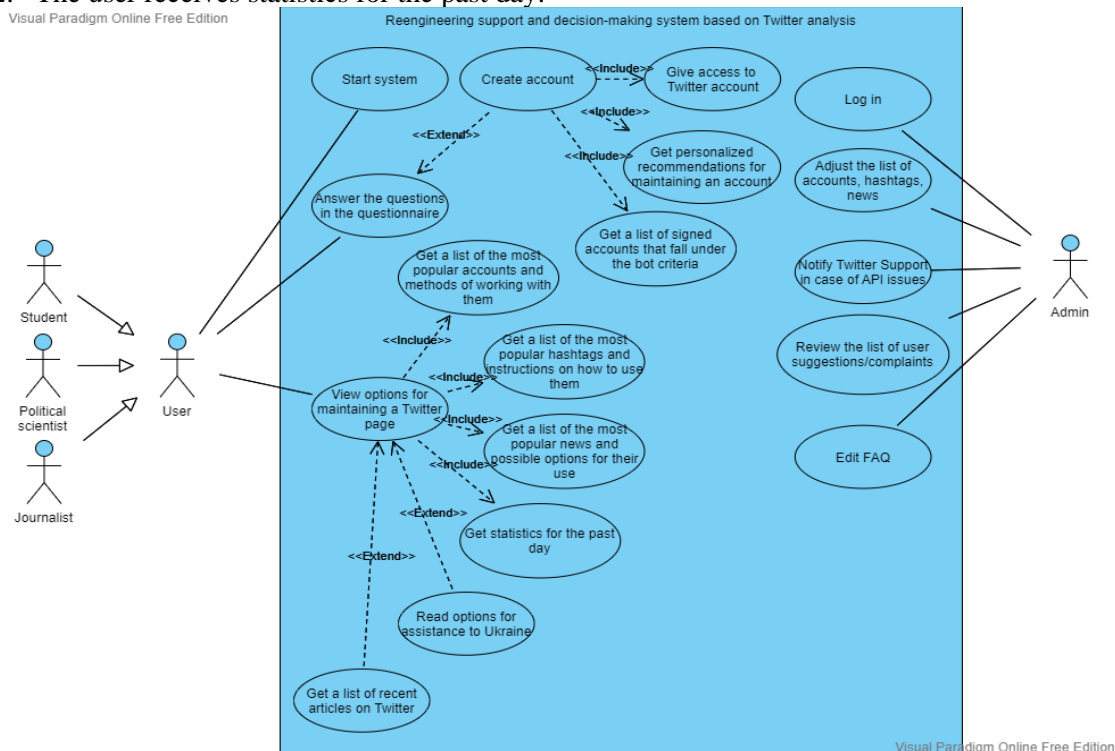 2. The user receives statistics for the past day.
Visual Paradigm Online Free Edition
Reengineering support and decision-making system based on Twitter analysis
Start system
Create account
<<Include>>
Give access to
Twitter account
Log in
<<Include>>
<<Extend>>
<<Include>>
Get personalized
recommendations for
maintaining an account
Adjust the list of
accounts, hashtags,
news
Answer the questions
in the questionnaire
Get a list of signed
accounts that fall under
the bot criteria
Get a list of the most
popular accounts and
methods of working with
them
Notify Twitter Support
in case of API issues
Student
Admin
<<Include>>
Get a list of the most
popular hashtags and
instructions on how to use
them
Review the list of user
suggestions/complaints
<<Include>>
Political
scientist
User
View options for
maintaining a Twitter
page
<<Include>>
Get a list of the most
popular news and
possible options for their
use
Edit FAQ
<<Include>>
Journalist
<<Extend>>
Get statistics for the past
day
<<Extend>>
Read options for
assistance to Ukraine
Get a list of recent
articles on Twitter
Visual Paradigm Online Free Edition